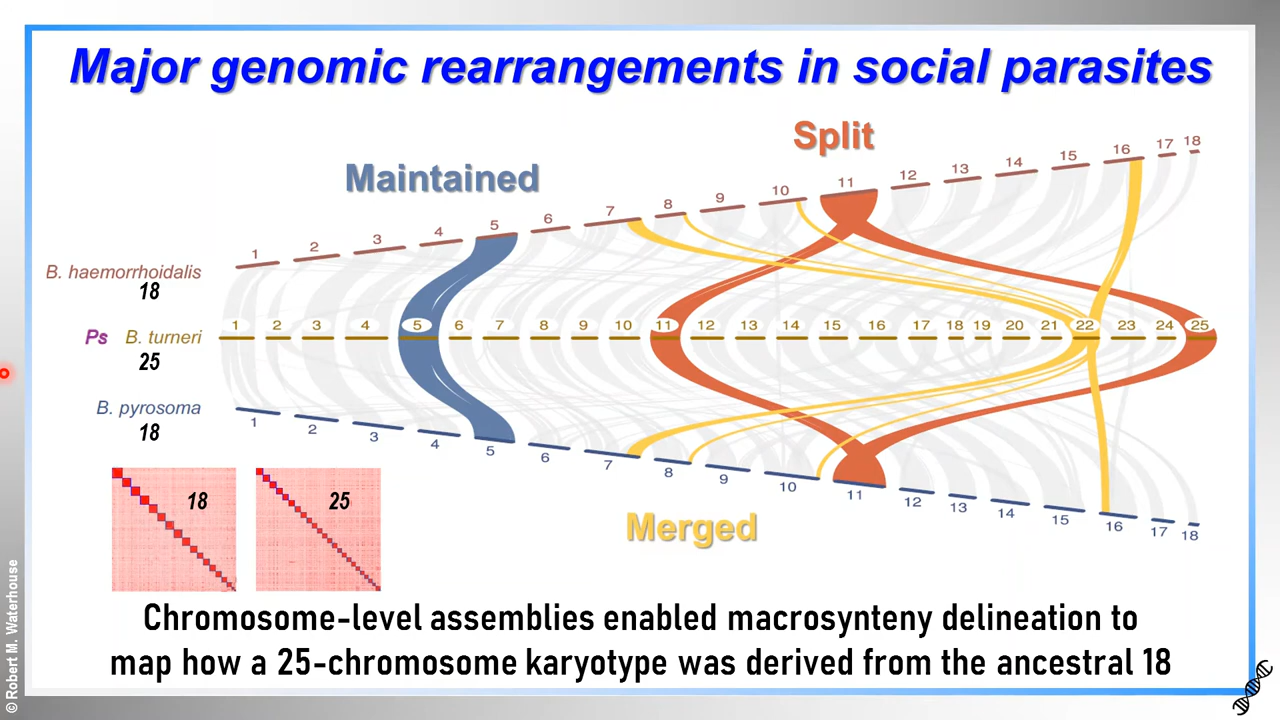 Major genomic rearrangements in social parasites
Split
Maintained
1 2 3 4 5 6 7 8 9 10 11 12 13 14 15 16 17 18
B. haemorrhoidalis
18
1 2 3 4 5 6 7 8 9 10 11 12 13 14 15 16 17 18 19 20 21 22 23 24 25
Ps B. turneri
25
B. pyrosoma
18
1 2 3 4 5 6 7 8 9 10 11 12 13 14 15 16 17 18
18
25
Merged
Chromosome-level assemblies enabled macrosynteny delineation to
map how a 25-chromosome karyotype was derived from the ancestral 18
© Robert M. Waterhouse